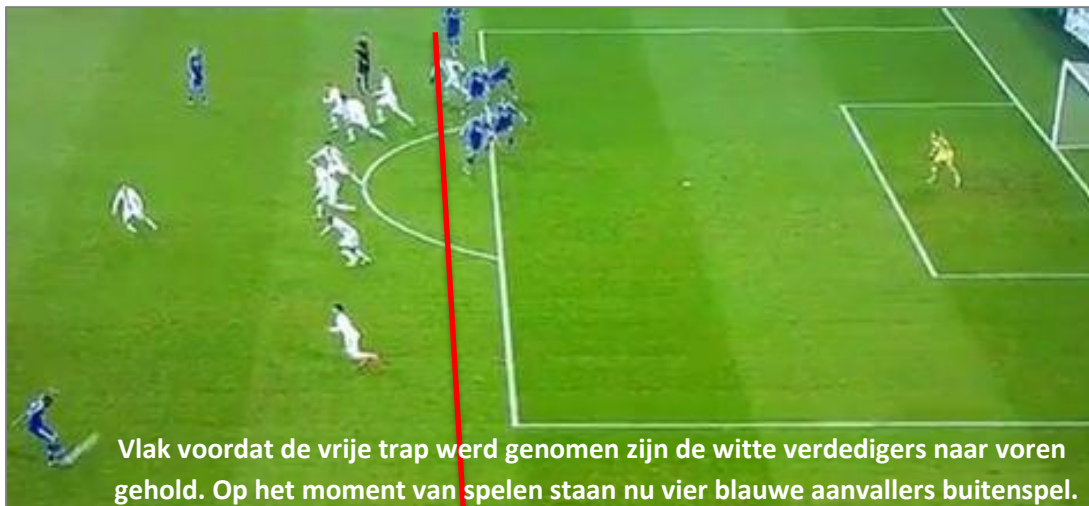 Vlak voordat de vrije trap werd genomen zijn de witte verdedigers naar voren
gehold. Op het moment van spelen staan nu vier blauwe aanvallers buitenspel.